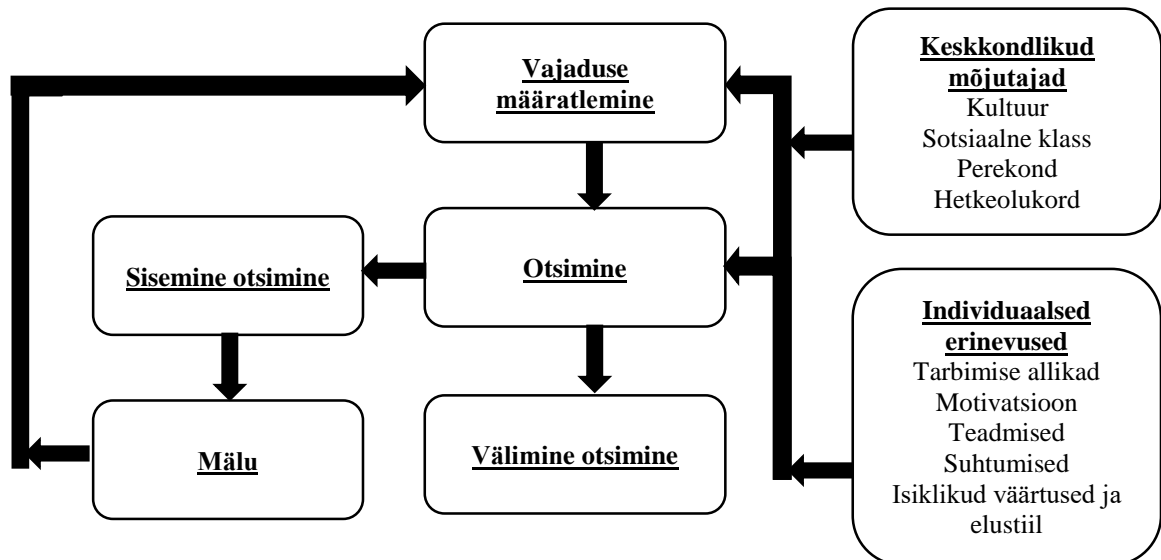 Vajaduse
määratlemine
Keskkondlikud
mõjutajad
Kultuur
Sotsiaalne klass
Perekond
Hetkeolukord
Sisemine otsimine
Otsimine
Individuaalsed
erinevused
Tarbimise allikad
Motivatsioon
Teadmised
Suhtumised
Isiklikud väärtused ja
elustiil
Mälu
Välimine otsimine